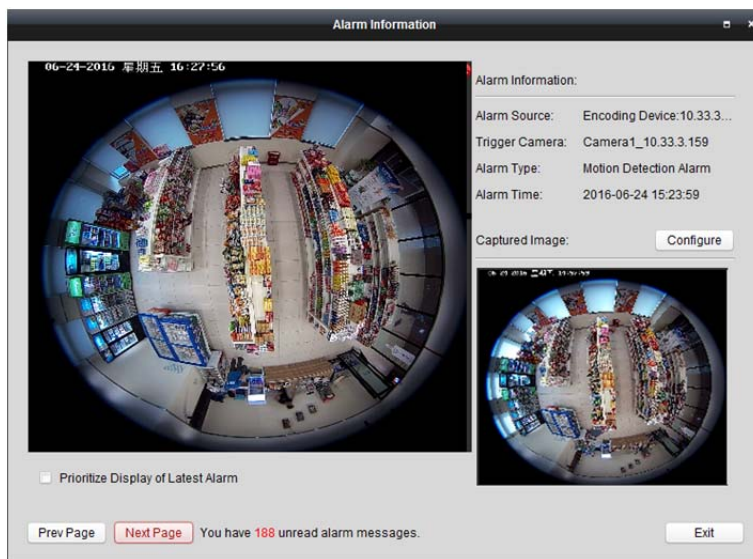 Alarm Information
06-24-2016 星期五 16:27:56
Alarm Information:
Alarm Source: Encoding Device:10.33.3...
Trigger Camera: Camera1_10.33.3.159
Alarm Type: Motion Detection Alarm
Alarm Time: 2016-06-24 15:23:59
Captured Image: Configure
Prioritize Display of Latest Alarm
Prev Page Next Page You have 188 unread alarm messages. Exit